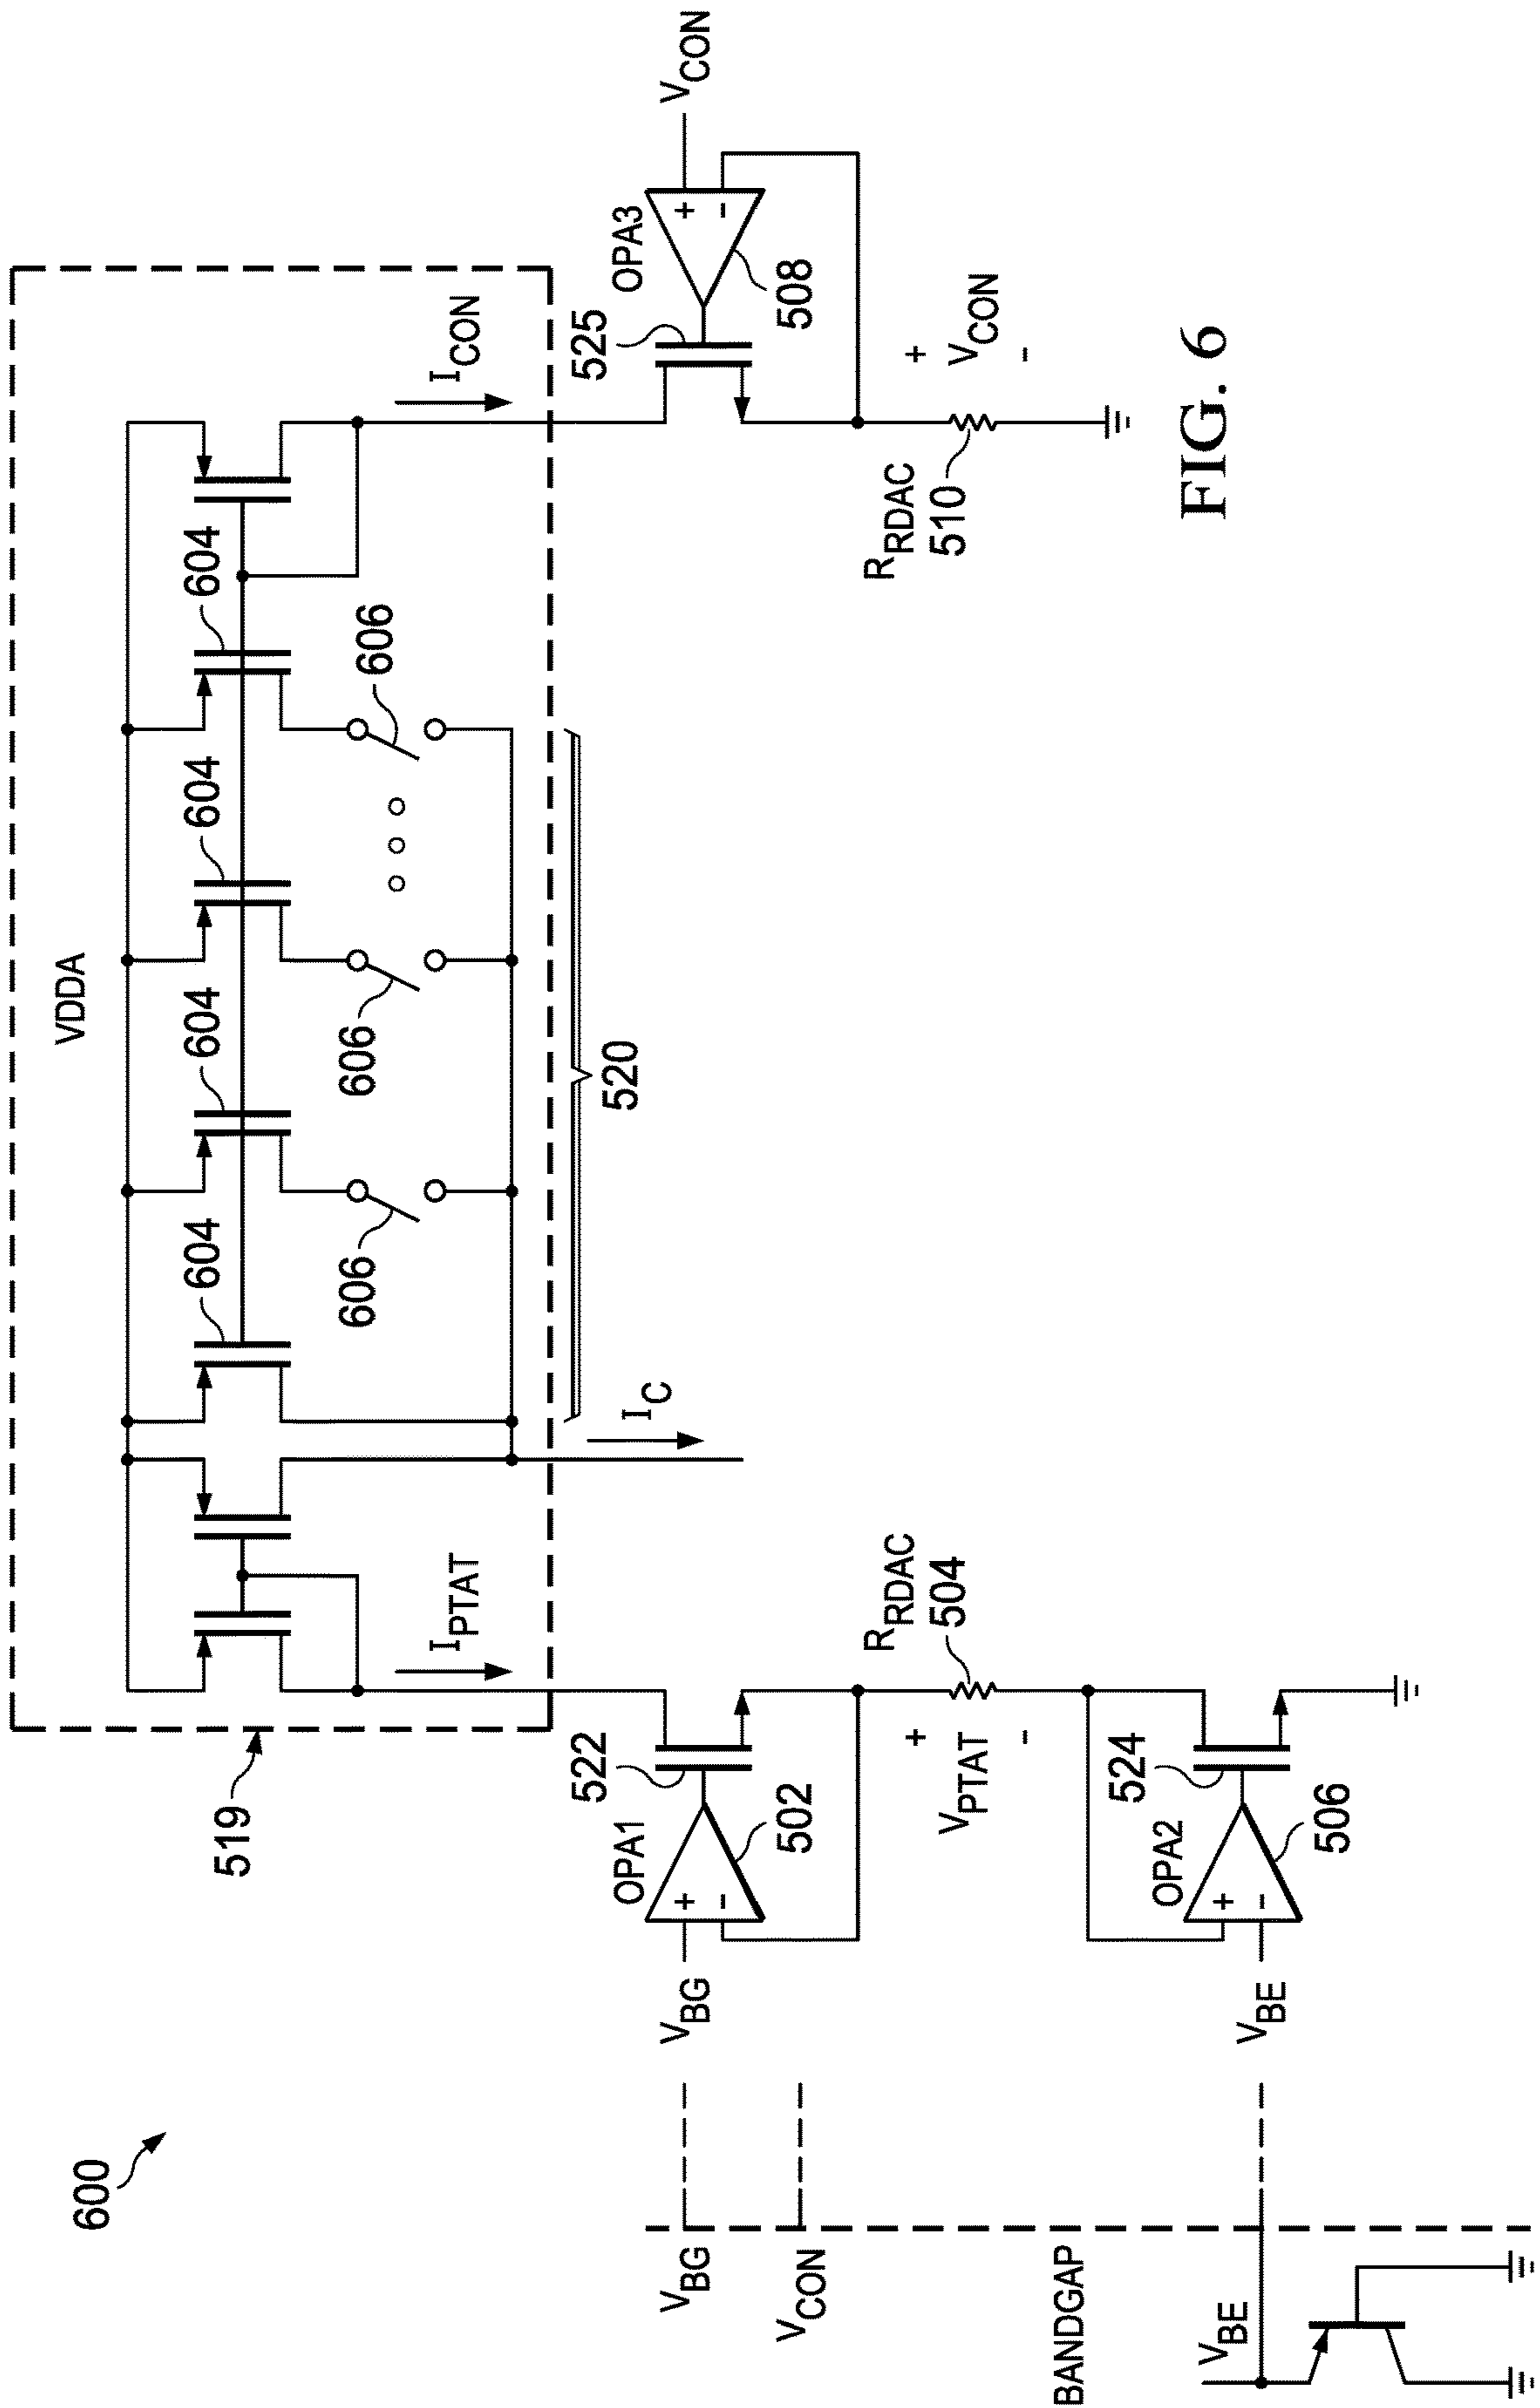 600
VDDA
519
604
604
604
604
606
606
606
520
I_PTAT
I_C
I_CON
V_BG
V_BG
V_CON
OPA1
+
-
502
522
OPA3
+
-
508
525
V_CON
R_RDAC
504
+
V_PTAT
-
R_RDAC
510
+
V_CON
-
BANDGAP
V_BE
V_BE
OPA2
+
-
506
524
FIG. 6